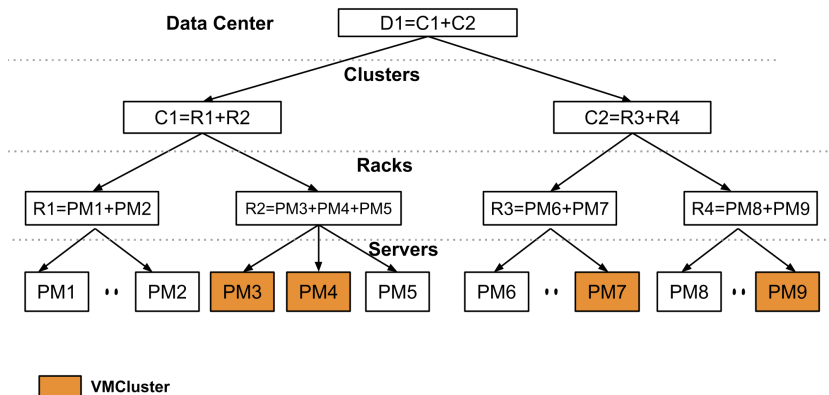 Data Center
D1=C1+C2
Clusters
C1=R1+R2
C2=R3+R4
Racks
R1=PM1+PM2
R2=PM3+PM4+PM5
R3=PM6+PM7
R4=PM8+PM9
Servers
PM1
PM2
PM3
PM4
PM5
PM6
PM7
PM8
PM9
VMCluster